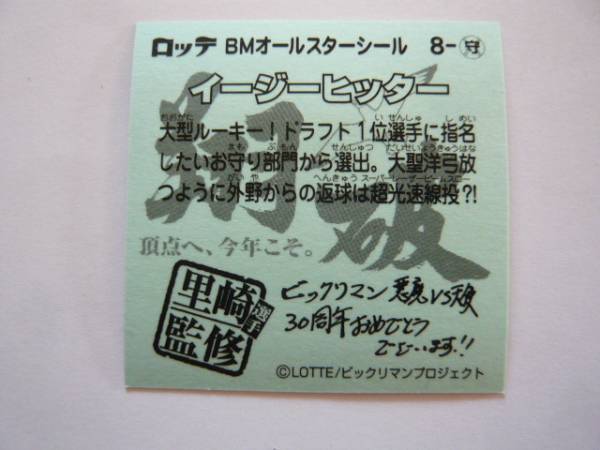 ロッテ BMオールスターシール 8-守
イージーヒッター
大型ルーキー!ドラフト1位選手に指名
したいお守り部門から選出。大聖洋弓放
つように外野からの返球は超光速線投?!
翔破
頂点へ、今年こそ。
里崎選手
監修
ビックリマン悪魔VS天使
30周年おめでとう
ございます!!
©LOTTE/ビックリマンプロジェクト